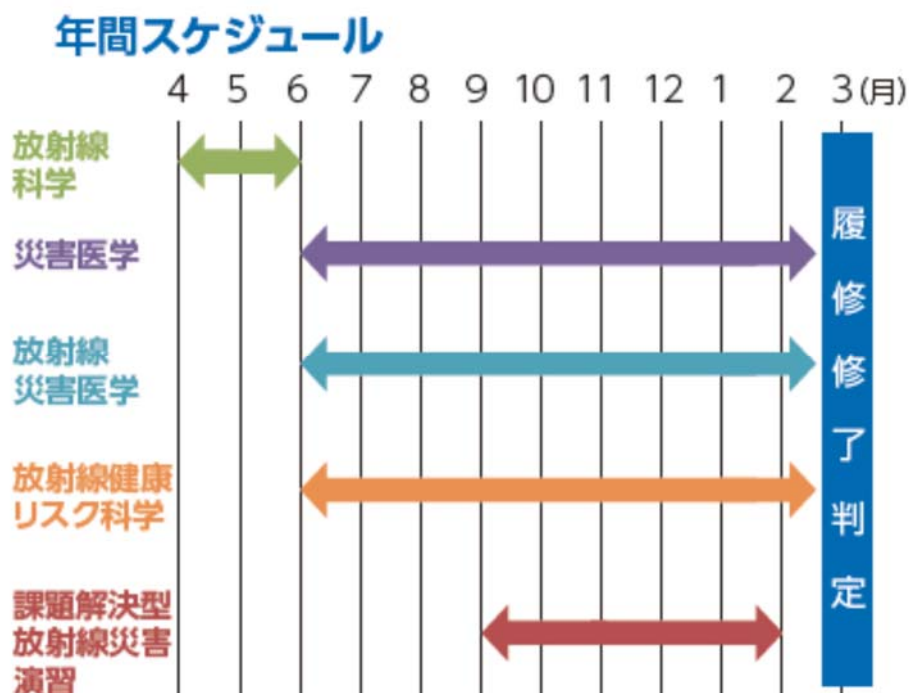 年間スケジュール
4 5 6 7 8 9 10 11 12 1 2 3(月)
放射線
科学
災害医学
放射線
災害医学
放射線健康
リスク科学
課題解決型
放射線災害
演習
履修修了判定